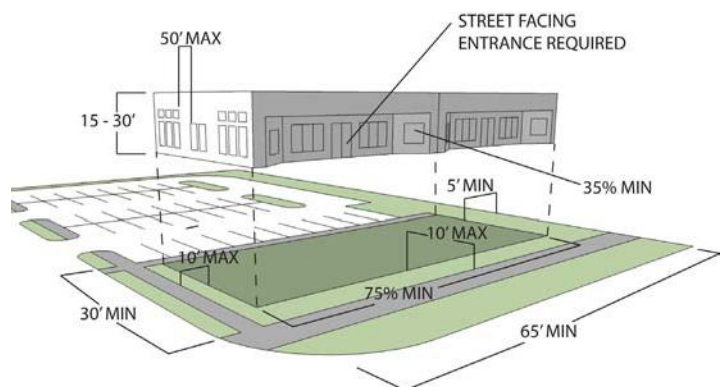 STREET FACING
ENTRANCE REQUIRED
50' MAX
15 - 30'
35% MIN
5' MIN
10' MAX
10' MAX
75% MIN
30' MIN
65' MIN